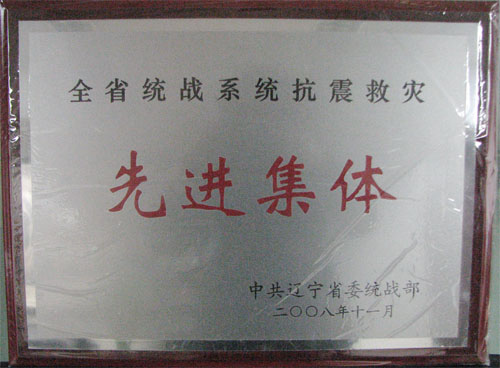 全省统战系统抗震救灾
先进集体
中共辽宁省委统战部
二〇〇八年十一月